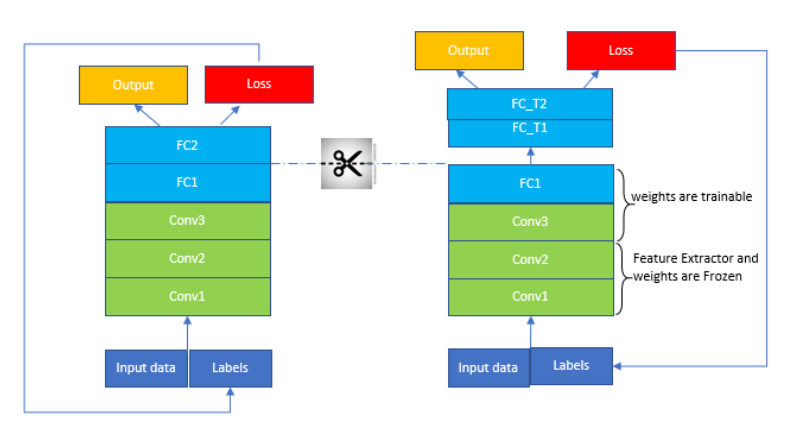 Output
Loss
FC2
FC1
Conv3
Conv2
Conv1
Input data
Labels
Output
Loss
FC_T2
FC_T1
FC1
Conv3
Conv2
Conv1
weights are trainable
Feature Extractor and
weights are Frozen
Input data
Labels